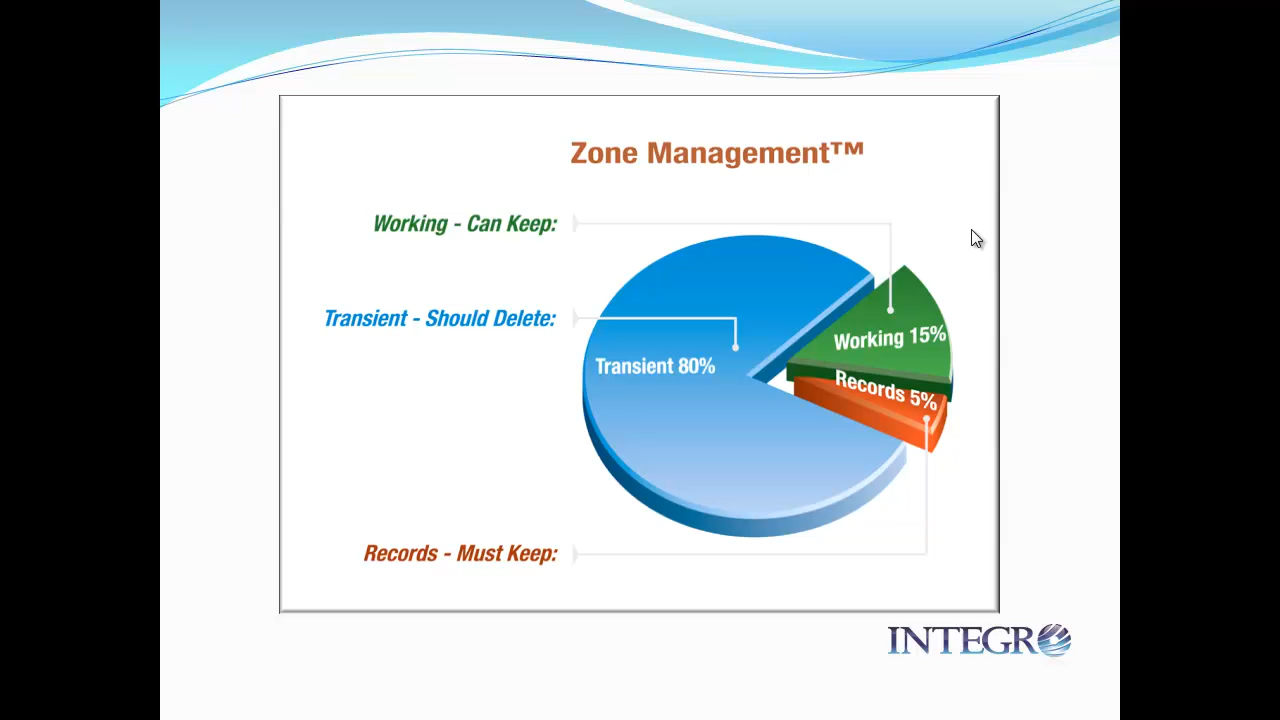 Zone Management™
Working - Can Keep:
Transient - Should Delete:
Working 15%
Transient 80%
Records 5%
Records - Must Keep:
INTEGRO